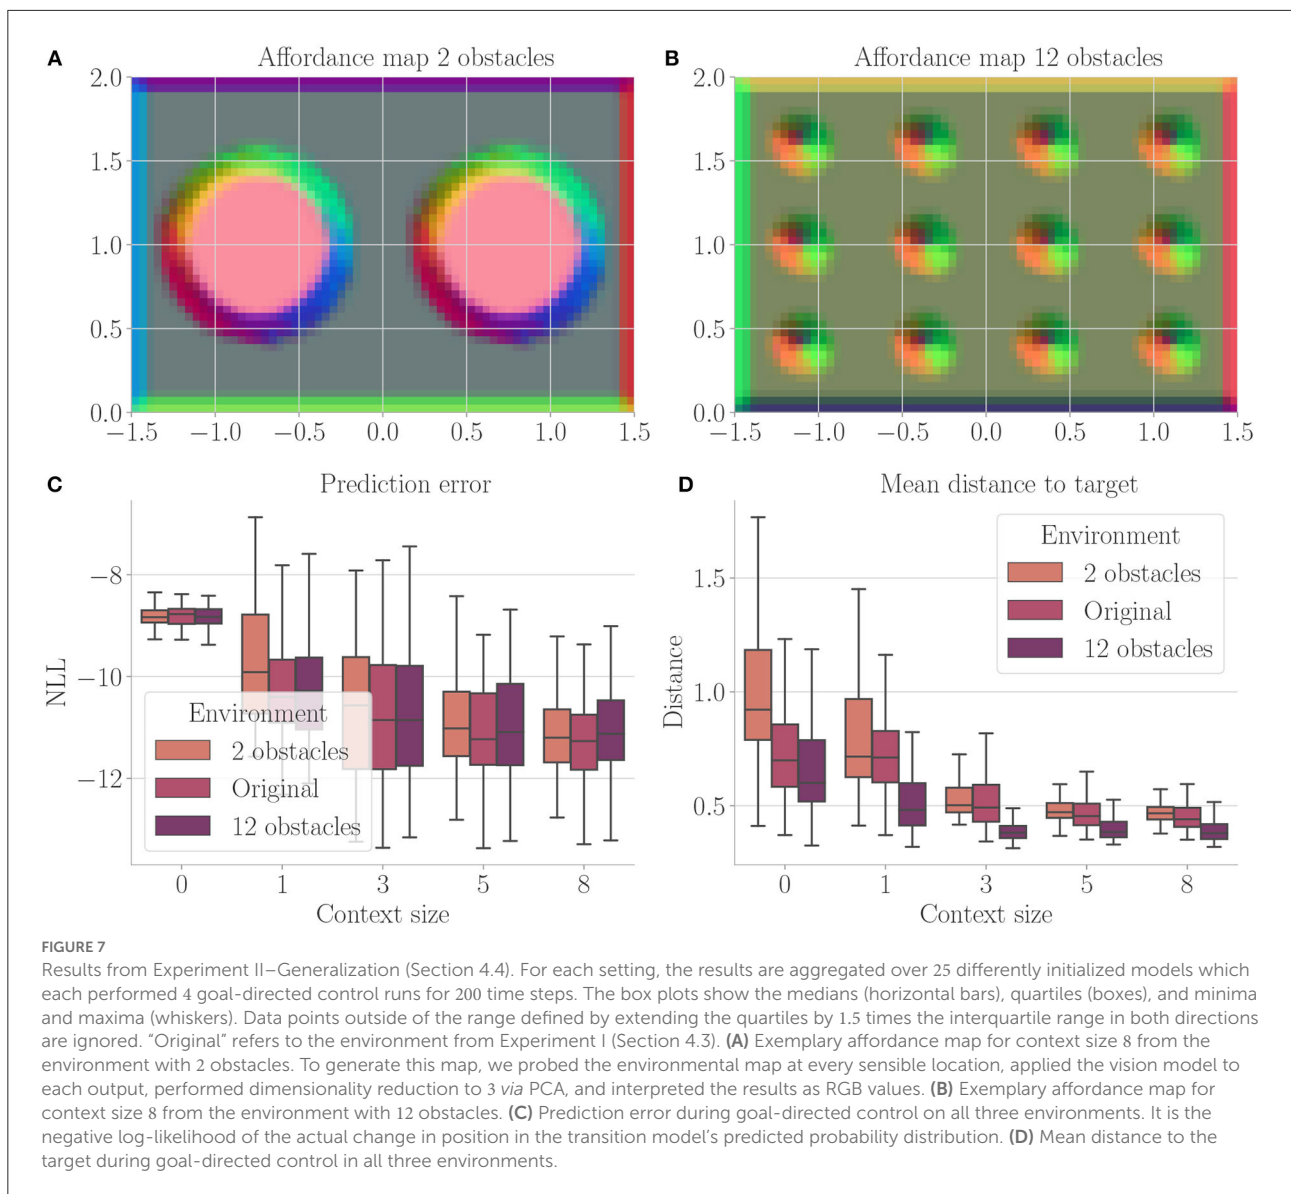 A
Affordance map 2 obstacles
2.0
1.5
1.0
0.5
0.0
−1.5 −1.0 −0.5 0.0 0.5 1.0 1.5
B
Affordance map 12 obstacles
2.0
1.5
1.0
0.5
0.0
−1.5 −1.0 −0.5 0.0 0.5 1.0 1.5
C
Prediction error
NLL
−8
−10
−12
Environment
2 obstacles
Original
12 obstacles
0 1 3 5 8
Context size
D
Mean distance to target
Distance
1.5
1.0
0.5
Environment
2 obstacles
Original
12 obstacles
0 1 3 5 8
Context size
FIGURE 7
Results from Experiment II–Generalization (Section 4.4). For each setting, the results are aggregated over 25 differently initialized models which
each performed 4 goal-directed control runs for 200 time steps. The box plots show the medians (horizontal bars), quartiles (boxes), and minima
and maxima (whiskers). Data points outside of the range defined by extending the quartiles by 1.5 times the interquartile range in both directions
are ignored. “Original” refers to the environment from Experiment I (Section 4.3). (A) Exemplary affordance map for context size 8 from the
environment with 2 obstacles. To generate this map, we probed the environmental map at every sensible location, applied the vision model to
each output, performed dimensionality reduction to 3 via PCA, and interpreted the results as RGB values. (B) Exemplary affordance map for
context size 8 from the environment with 12 obstacles. (C) Prediction error during goal-directed control on all three environments. It is the
negative log-likelihood of the actual change in position in the transition model’s predicted probability distribution. (D) Mean distance to the
target during goal-directed control in all three environments.